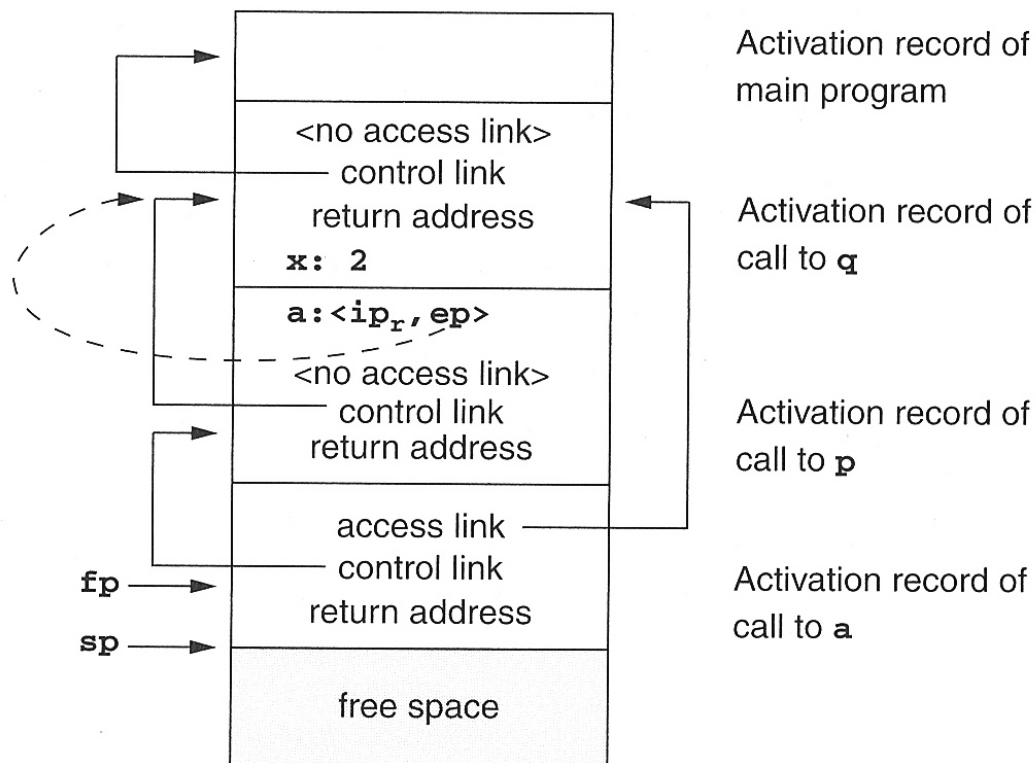 Activation record of
main program
<no access link>
control link
return address
x: 2
Activation record of
call to q
a:<ipr,ep>
<no access link>
control link
return address
Activation record of
call to p
access link
control link
return address
fp
sp
Activation record of
call to a
free space